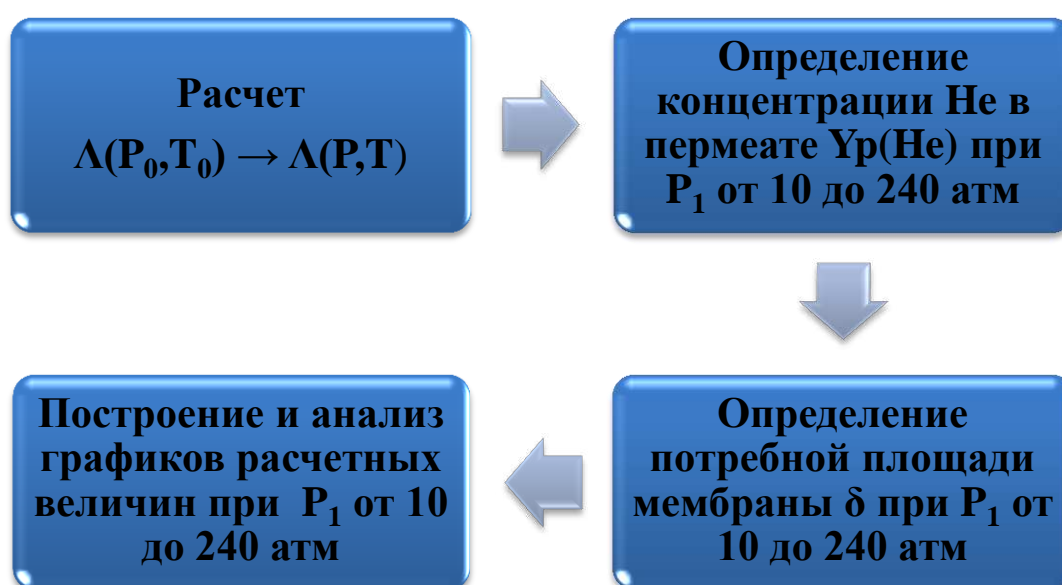 Расчет
Λ(P₀,T₀) → Λ(P,T)
Определение
концентрации He в
пермеате Yp(He) при
P₁ от 10 до 240 атм
Определение
потребной площади
мембраны δ при P₁ от
10 до 240 атм
Построение и анализ
графиков расчетных
величин при P₁ от 10
до 240 атм